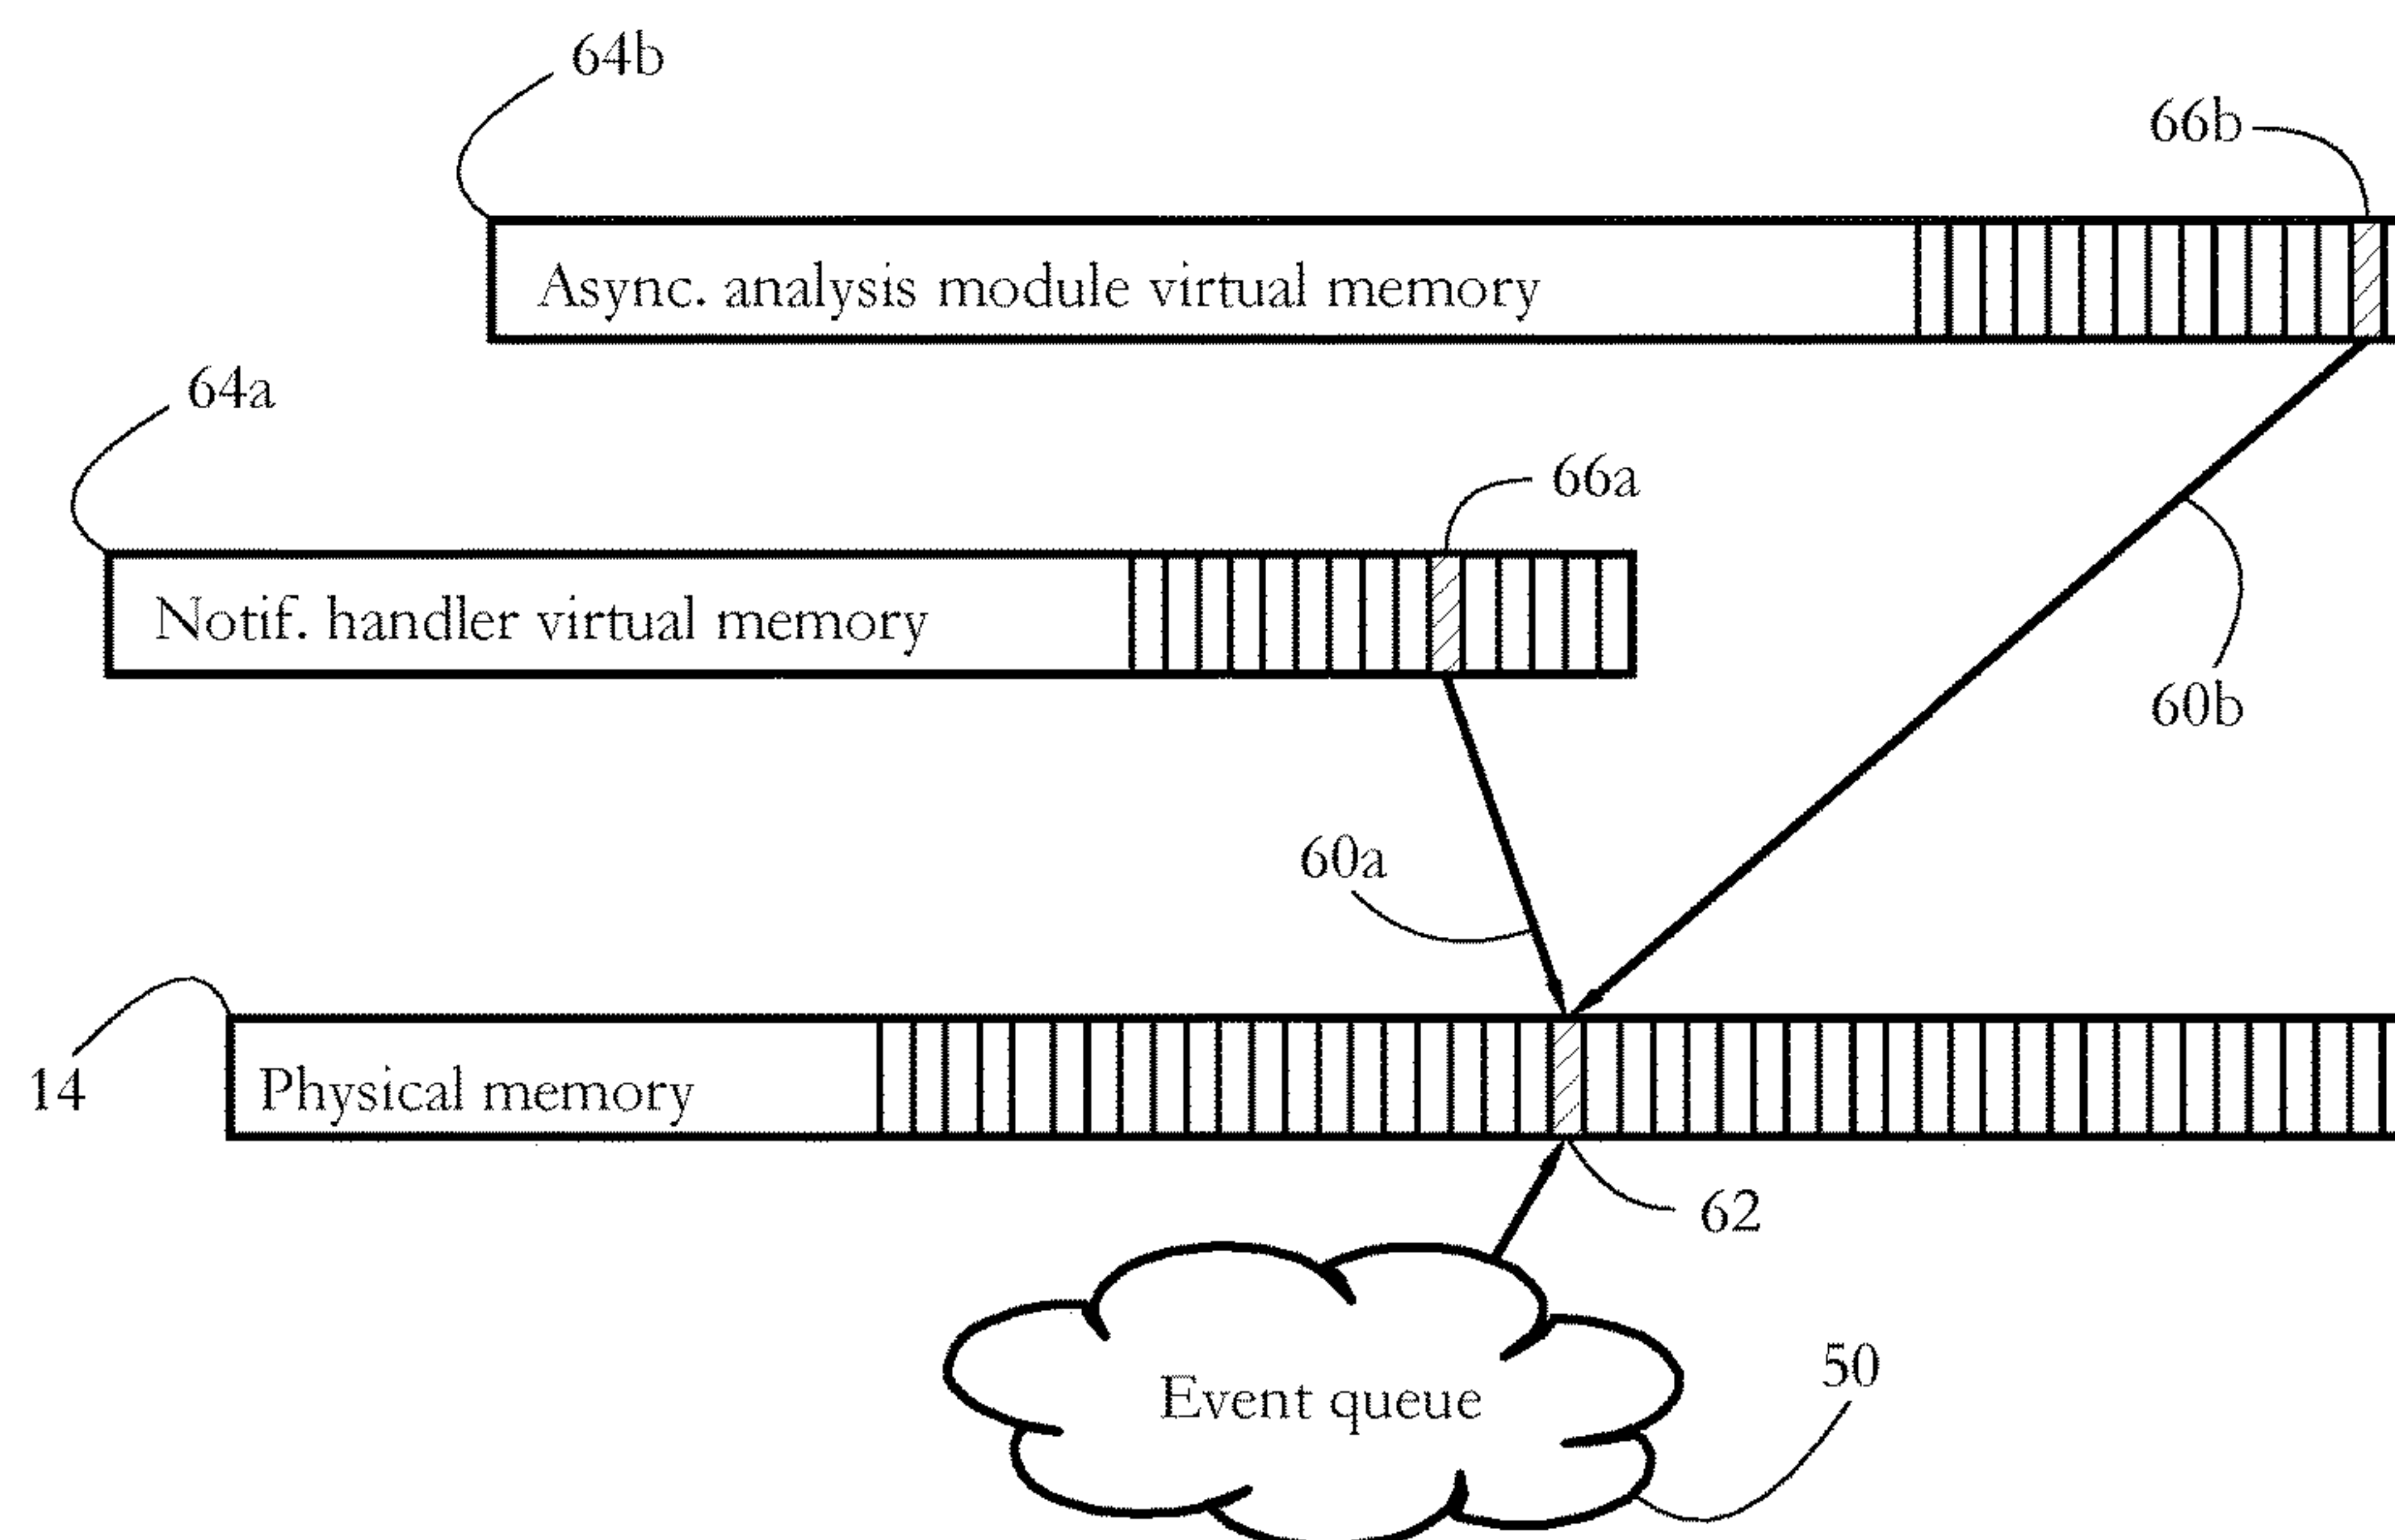 64b
66b
Async. analysis module virtual memory
64a
66a
Notif. handler virtual memory
60b
60a
14
Physical memory
62
50
Event queue